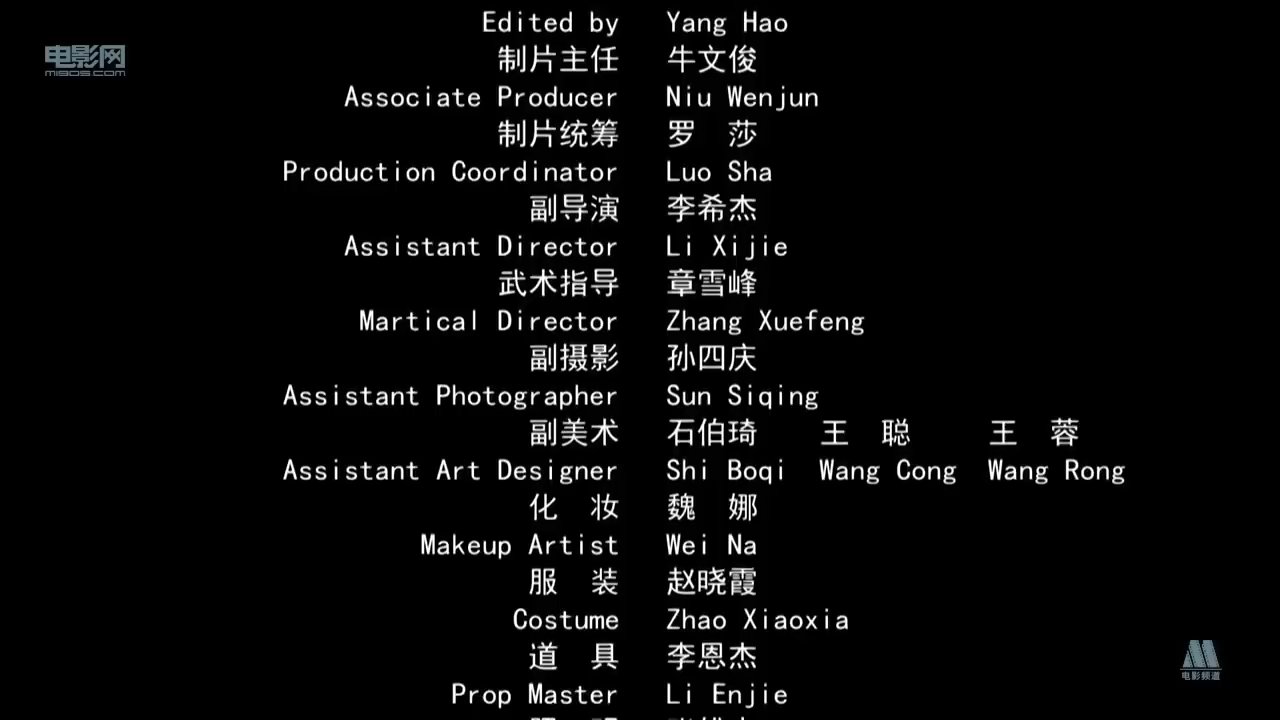 Edited by Yang Hao
电影网
m1905.com
制片主任 牛文俊
Associate Producer Niu Wenjun
制片统筹 罗 莎
Production Coordinator Luo Sha
副导演 李希杰
Assistant Director Li Xijie
武术指导 章雪峰
Martical Director Zhang Xuefeng
副摄影 孙四庆
Assistant Photographer Sun Siqing
副美术 石伯琦 王 聪 王 蓉
Assistant Art Designer Shi Boqi Wang Cong Wang Rong
化 妆 魏 娜
Makeup Artist Wei Na
服 装 赵晓霞
Costume Zhao Xiaoxia
道 具 李恩杰
Prop Master Li Enjie
电影频道